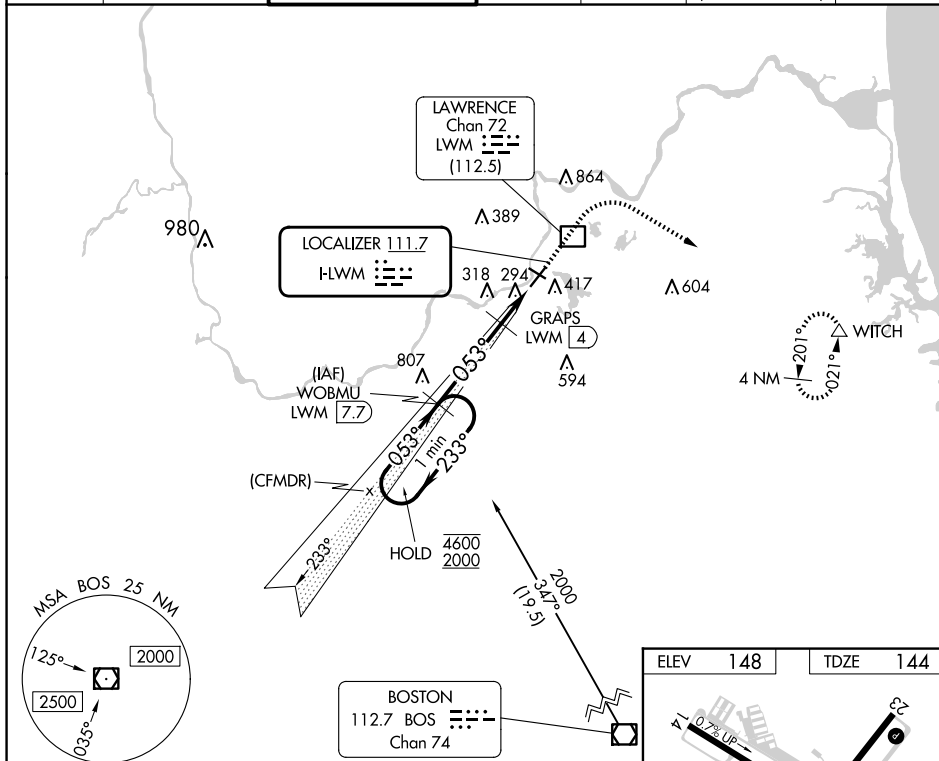 LAWRENCE
Chan 72
LWM
(112.5)
864
389
980
LOCALIZER 111.7
I-LWM
318
294
417
604
GRAPS
LWM 4
WITCH
201°
021°
4 NM
807
594
(IAF)
WOBMU
LWM 7.7
053°
053°
1 min
233°
(CFMDR)
233°
HOLD
4600
2000
2000
347°
(19.5)
MSA BOS 25 NM
125°
2000
2500
035°
BOSTON
112.7 BOS
Chan 74
ELEV 148
TDZE 144
23
14
0.7% UP
P